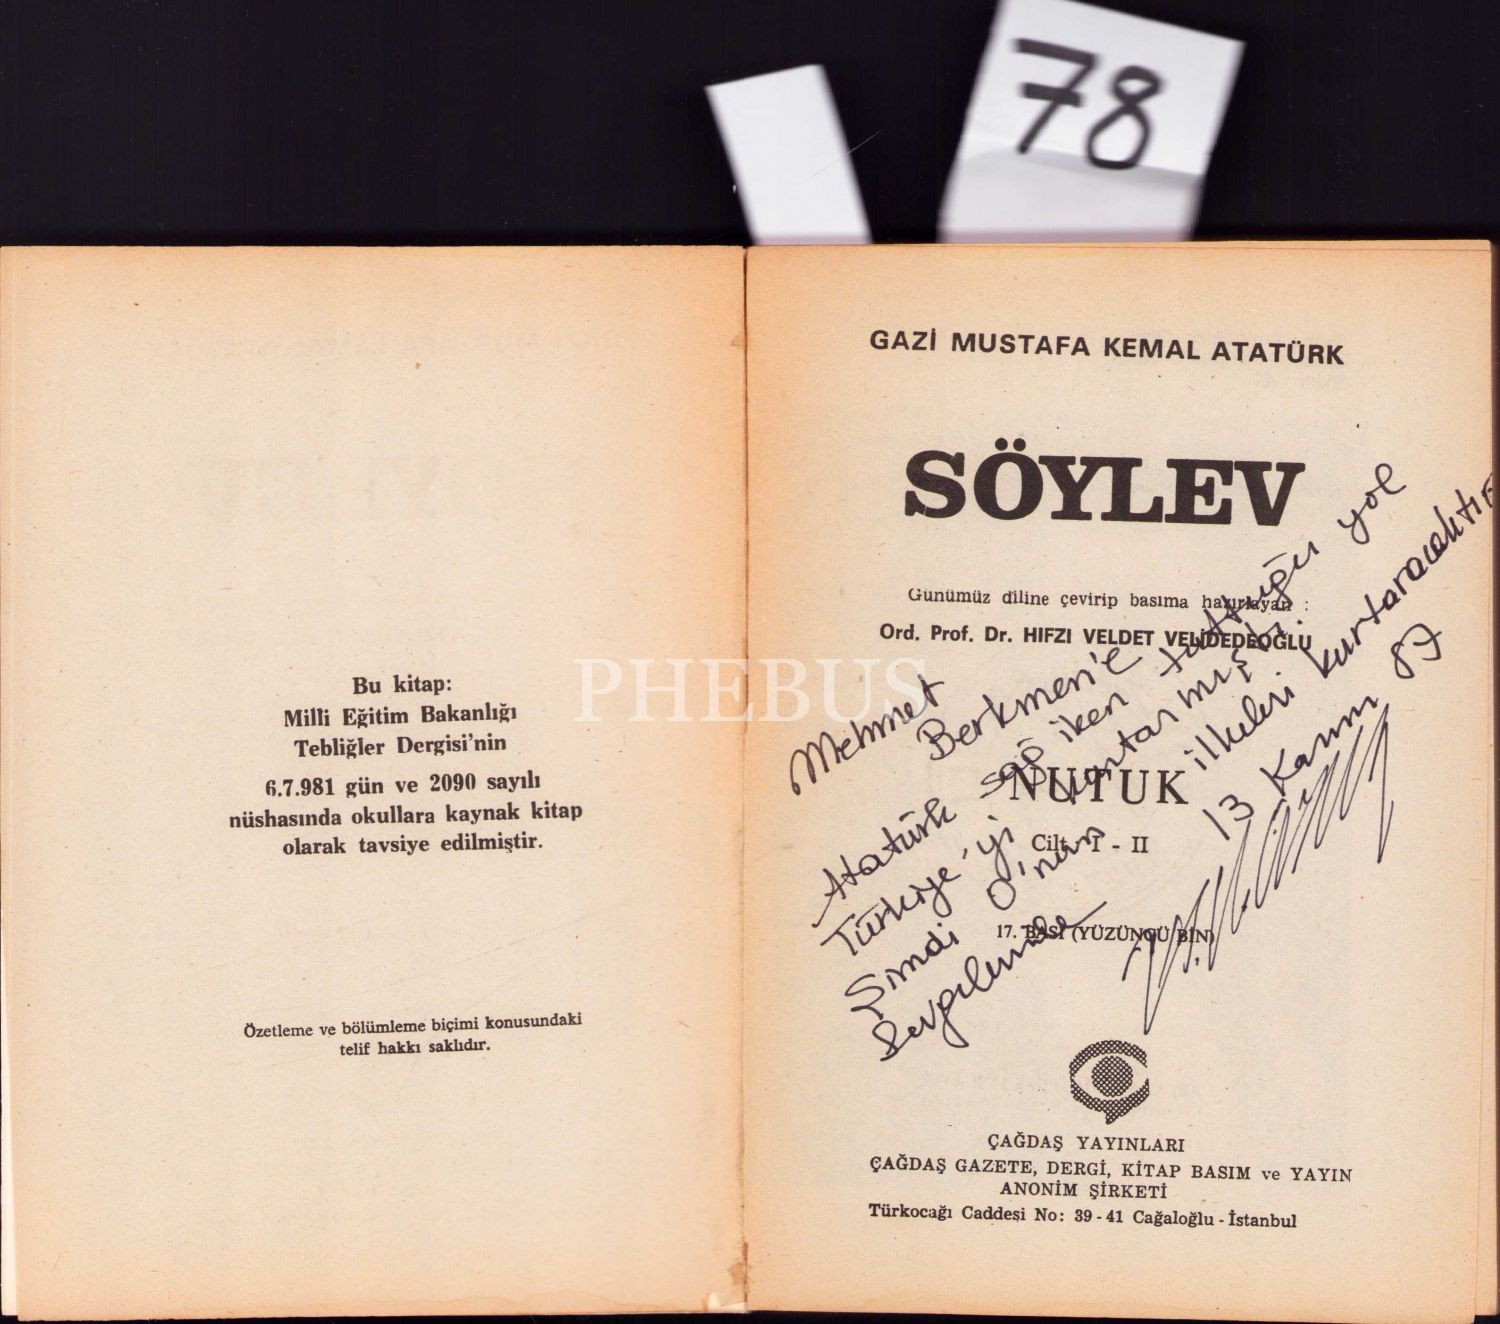 78
Bu kitap:
Milli Eğitim Bakanlığı
Tebliğler Dergisi'nin
6.7.981 gün ve 2090 sayılı
nüshasında okullara kaynak kitap
olarak tavsiye edilmiştir.
Özetleme ve bölümleme biçimi konusundaki
telif hakkı saklıdır.
GAZİ MUSTAFA KEMAL ATATÜRK
SÖYLEV
Günümüz diline çevirip basıma hazırlayan :
Ord. Prof. Dr. HIFZI VELDET VELİDEDEOĞLU
NUTUK
Cilt I - II
17. BASI (YÜZÜNCÜ BİN)
ÇAĞDAŞ YAYINLARI
ÇAĞDAŞ GAZETE, DERGİ, KİTAP BASIM ve YAYIN
ANONİM ŞİRKETİ
Türkocağı Caddesi No: 39 - 41 Cağaloğlu - İstanbul
Mehmet Berkmen'e
Atatürk sağ iken tuttuğu yol
Türkiye'yi kurtarmıştı.
Şimdi O'nun ilkeleri kurtaracaktır
Sevgilerimle
13 Kasım 87
PHEBUS